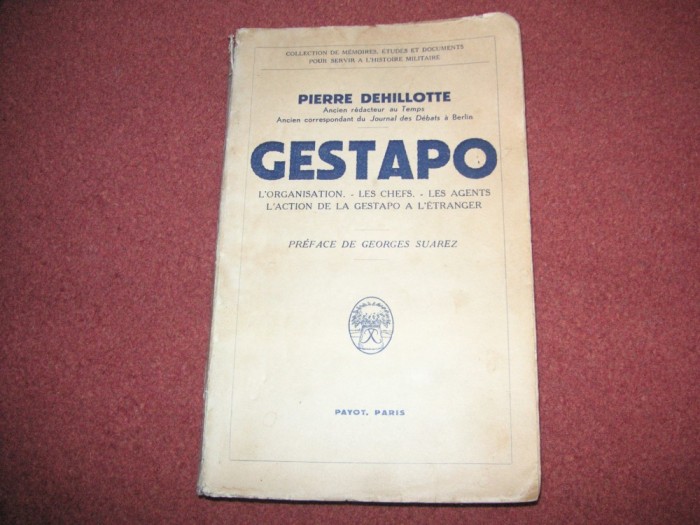 COLLECTION DE MÉMOIRES, ÉTUDES ET DOCUMENTS
POUR SERVIR A L'HISTOIRE MILITAIRE
PIERRE DEHILLOTTE
Ancien rédacteur au Temps
Ancien correspondant du Journal des Débats à Berlin
GESTAPO
L'ORGANISATION. - LES CHEFS. - LES AGENTS
L'ACTION DE LA GESTAPO A L'ÉTRANGER
PRÉFACE DE GEORGES SUAREZ
PAYOT, PARIS